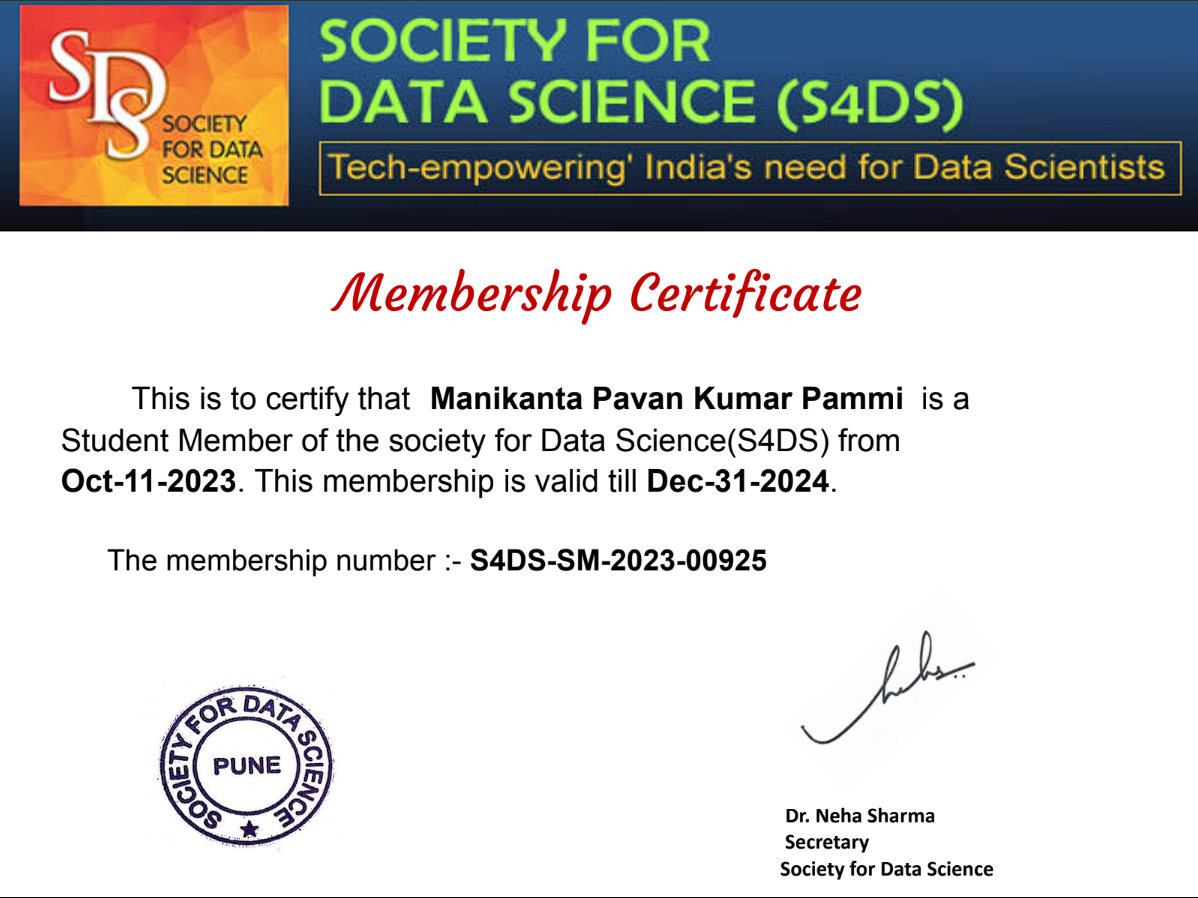 SDS
SOCIETY
FOR DATA
SCIENCE
SOCIETY FOR
DATA SCIENCE (S4DS)
Tech-empowering' India's need for Data Scientists
Membership Certificate
This is to certify that Manikanta Pavan Kumar Pammi is a
Student Member of the society for Data Science(S4DS) from
Oct-11-2023. This membership is valid till Dec-31-2024.
The membership number :- S4DS-SM-2023-00925
SOCIETY FOR DATA SCIENCE
PUNE
Dr. Neha Sharma
Secretary
Society for Data Science